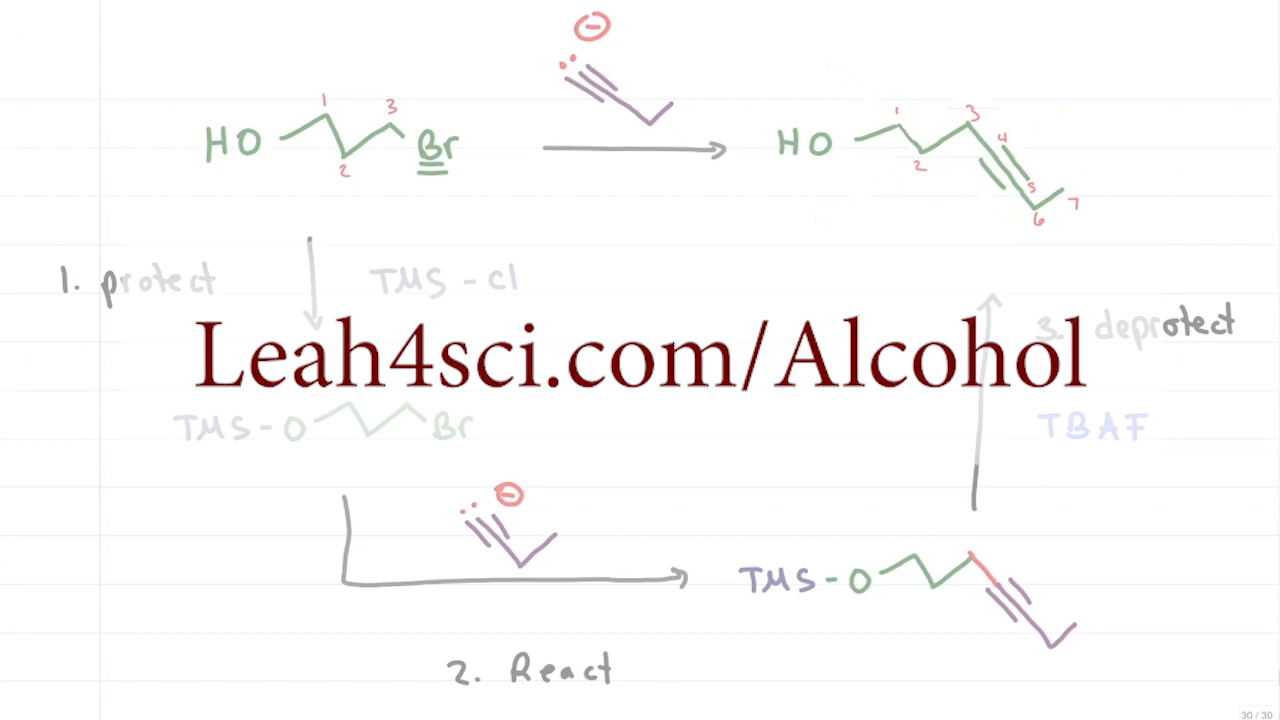 ⊖
HO 1 2 3 Br
HO 1 2 3 4 5 6 7
1. protect TMS - Cl
3. deprotect
Leah4sci.com/Alcohol
TMS - O Br
TBAF
⊖
TMS - O
2. React
30 / 30